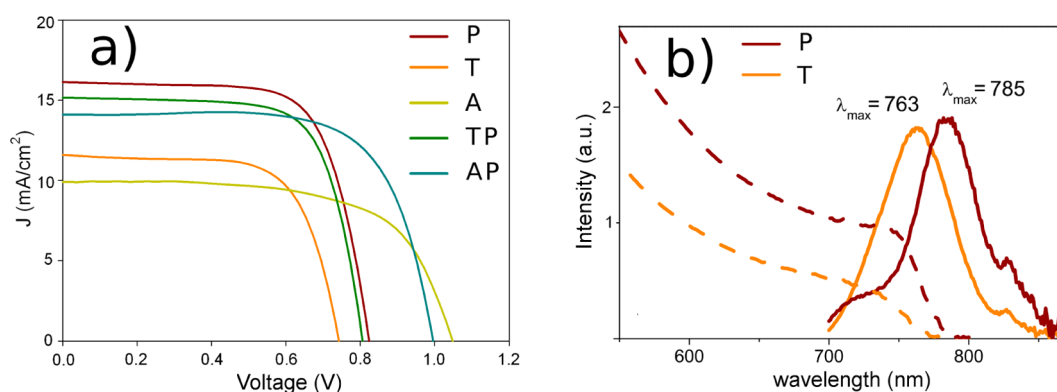 a)
P
T
A
TP
AP
20
15
10
5
0
J (mA/cm²)
0.0 0.2 0.4 0.6 0.8 1.0 1.2
Voltage (V)
b)
P
T
λmax= 763
λmax= 785
2
1
Intensity (a.u.)
600 700 800
wavelength (nm)